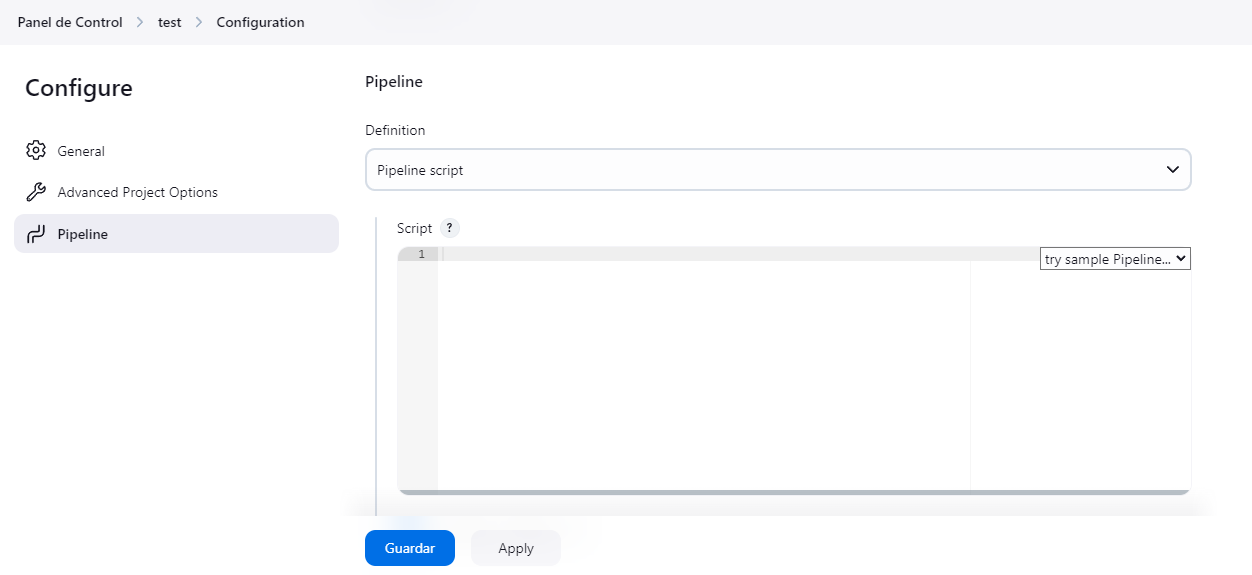 Panel de Control > test > Configuration
Configure
General
Advanced Project Options
Pipeline
Pipeline
Definition
Pipeline script
Script ?
1
try sample Pipeline...
Guardar
Apply